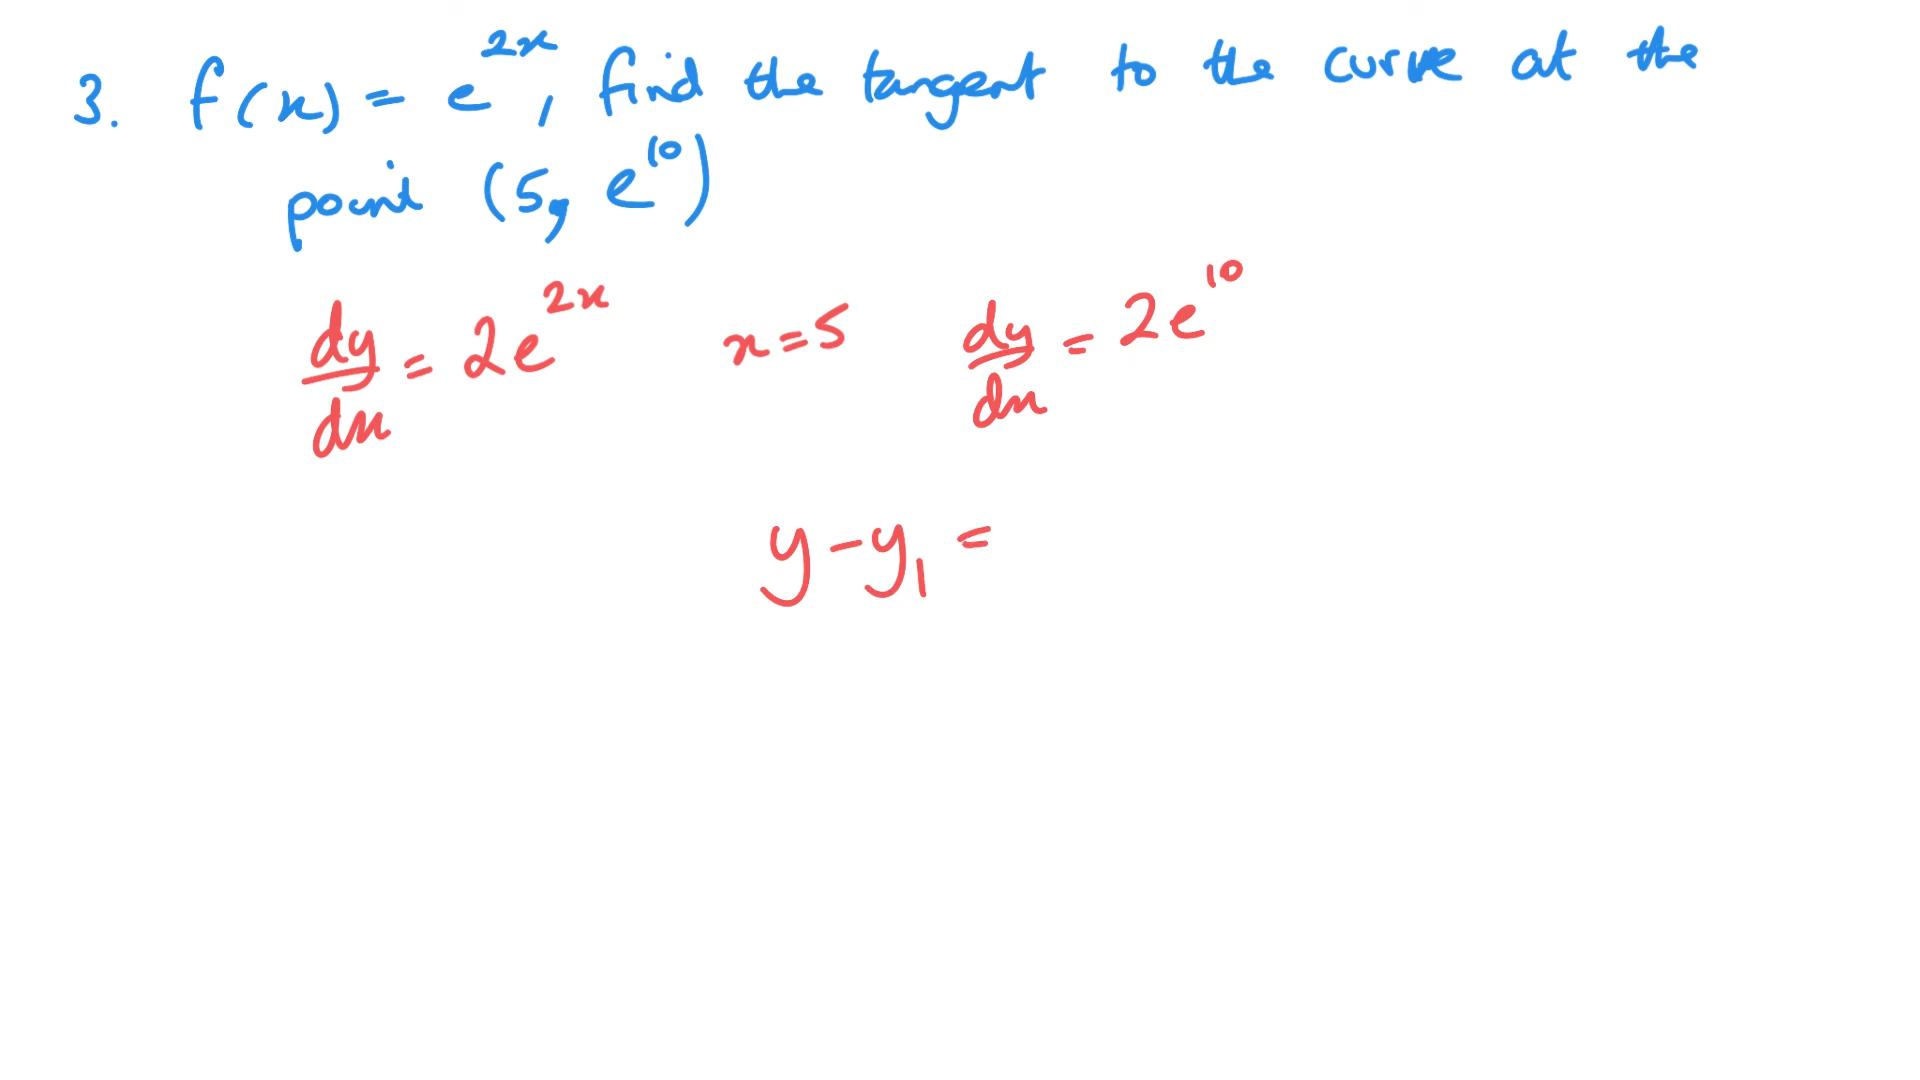 3. f(x) = e^{2x}, find the tangent to the curve at the
point (5, e^{10})
dy/dx = 2e^{2x} x = 5 dy/dx = 2e^{10}
y - y₁ =